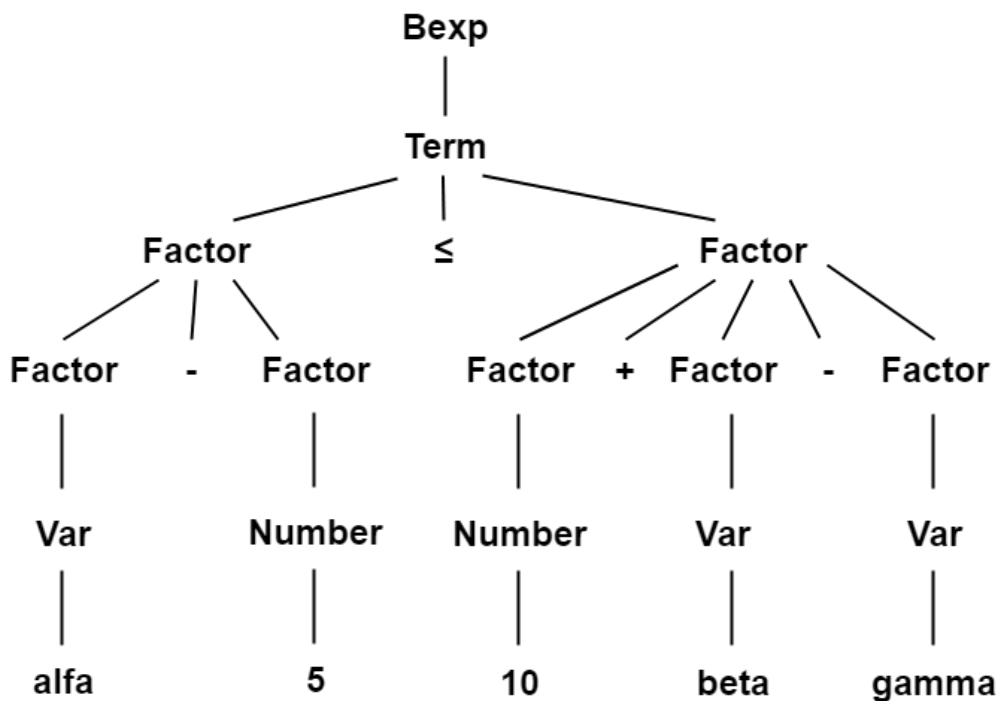 Bexp
Term
Factor ≤ Factor
Factor - Factor Factor + Factor - Factor
Var Number Number Var Var
alfa 5 10 beta gamma